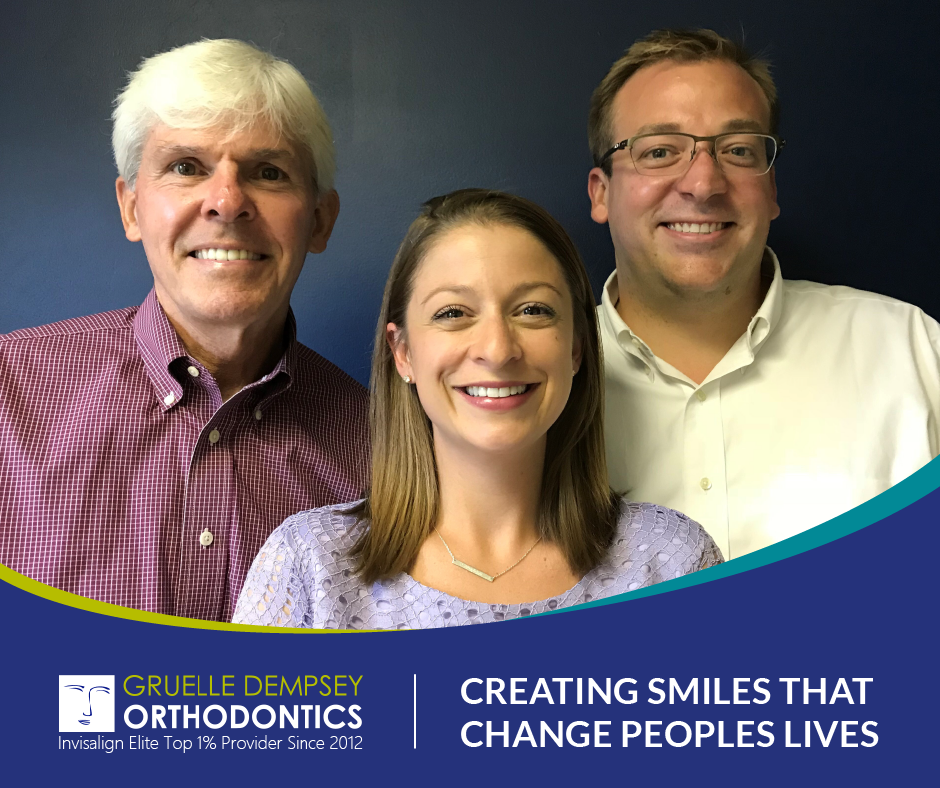 GRUELLE DEMPSEY
ORTHODONTICS
Invisalign Elite Top 1% Provider Since 2012
CREATING SMILES THAT
CHANGE PEOPLES LIVES